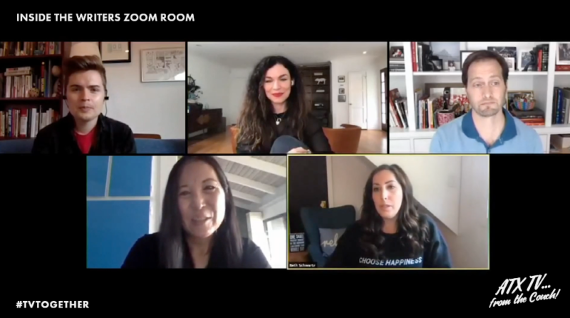 INSIDE THE WRITERS ZOOM ROOM
CHOOSE HAPPINESS
#TVTOGETHER
ATX TV...
from the Couch!